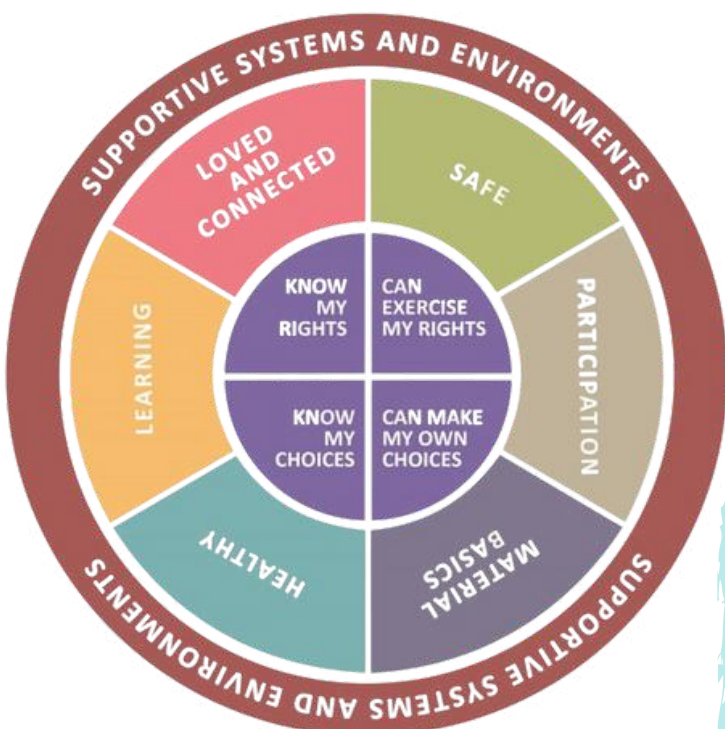 SUPPORTIVE SYSTEMS AND ENVIRONMENTS
LOVED
AND
CONNECTED
SAFE
PARTICIPATION
MATERIAL
BASICS
HEALTHY
LEARNING
KNOW
MY
RIGHTS
CAN
EXERCISE
MY RIGHTS
KNOW
MY
CHOICES
CAN MAKE
MY OWN
CHOICES
SUPPORTIVE SYSTEMS AND ENVIRONMENTS